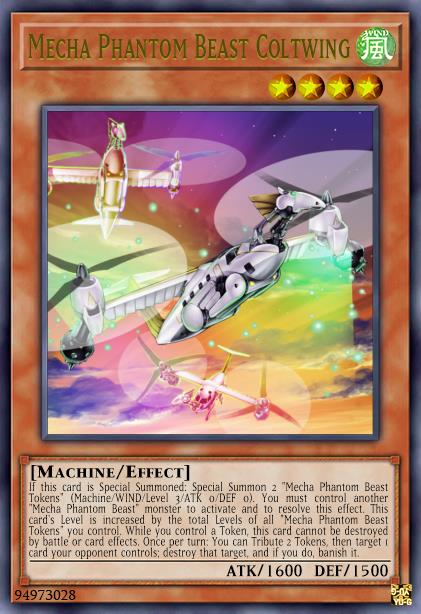 MECHA PHANTOM BEAST COLTWING
WIND
風
[MACHINE/EFFECT]
If this card is Special Summoned: Special Summon 2 "Mecha Phantom Beast
Tokens" (Machine/WIND/Level 3/ATK 0/DEF 0). You must control another
"Mecha Phantom Beast" monster to activate and to resolve this effect. This
card's Level is increased by the total Levels of all "Mecha Phantom Beast
Tokens" you control. While you control a Token, this card cannot be destroyed
by battle or card effects. Once per turn: You can Tribute 2 Tokens, then target 1
card your opponent controls; destroy that target, and if you do, banish it.
ATK/1600 DEF/1500
94973028